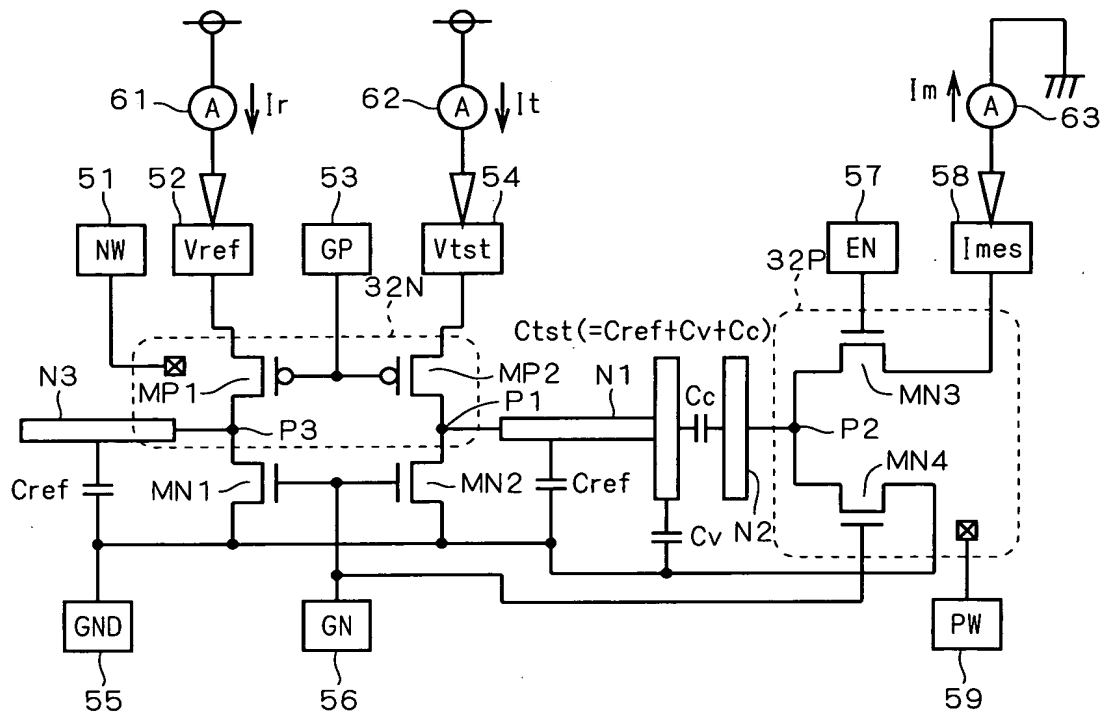 61
A
Ir
62
A
It
Im
A
63
51
52
53
54
57
58
NW
Vref
GP
Vtst
EN
Imes
32N
32P
Ctst(=Cref+Cv+Cc)
N3
MP1
MP2
P1
N1
Cc
MN3
P3
P2
MN4
Cref
MN1
MN2
Cref
Cv
N2
GND
GN
PW
55
56
59